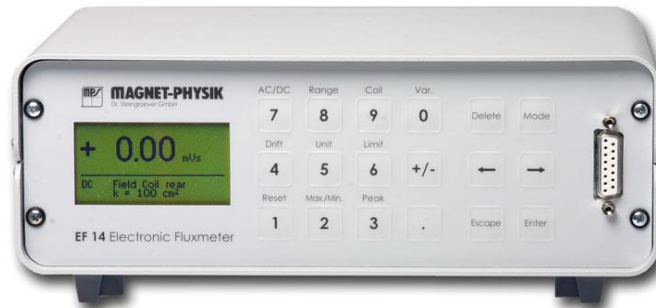 MPS MAGNET-PHYSIK
Dr. Steingroever GmbH
+ 0.00 mVs
DC Field Coil rear
k = 100 cm²
EF 14 Electronic Fluxmeter
AC/DC Range Coil Var.
7 8 9 0 Delete Mode
Drift Unit Limit
4 5 6 +/- ← →
Reset Max./Min. Peak
1 2 3 . Escape Enter